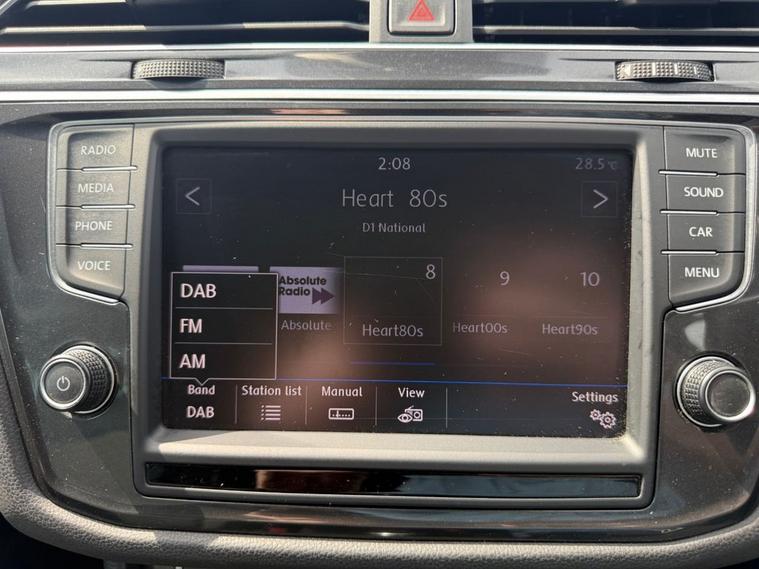 RADIO
MEDIA
PHONE
VOICE
2:08
28.5°C
<
Heart 80s
>
D1 National
DAB
FM
AM
Absolute Radio
Absolute
8
Heart80s
9
Heart00s
10
Heart90s
Band
DAB
Station list
Manual
View
Settings
MUTE
SOUND
CAR
MENU